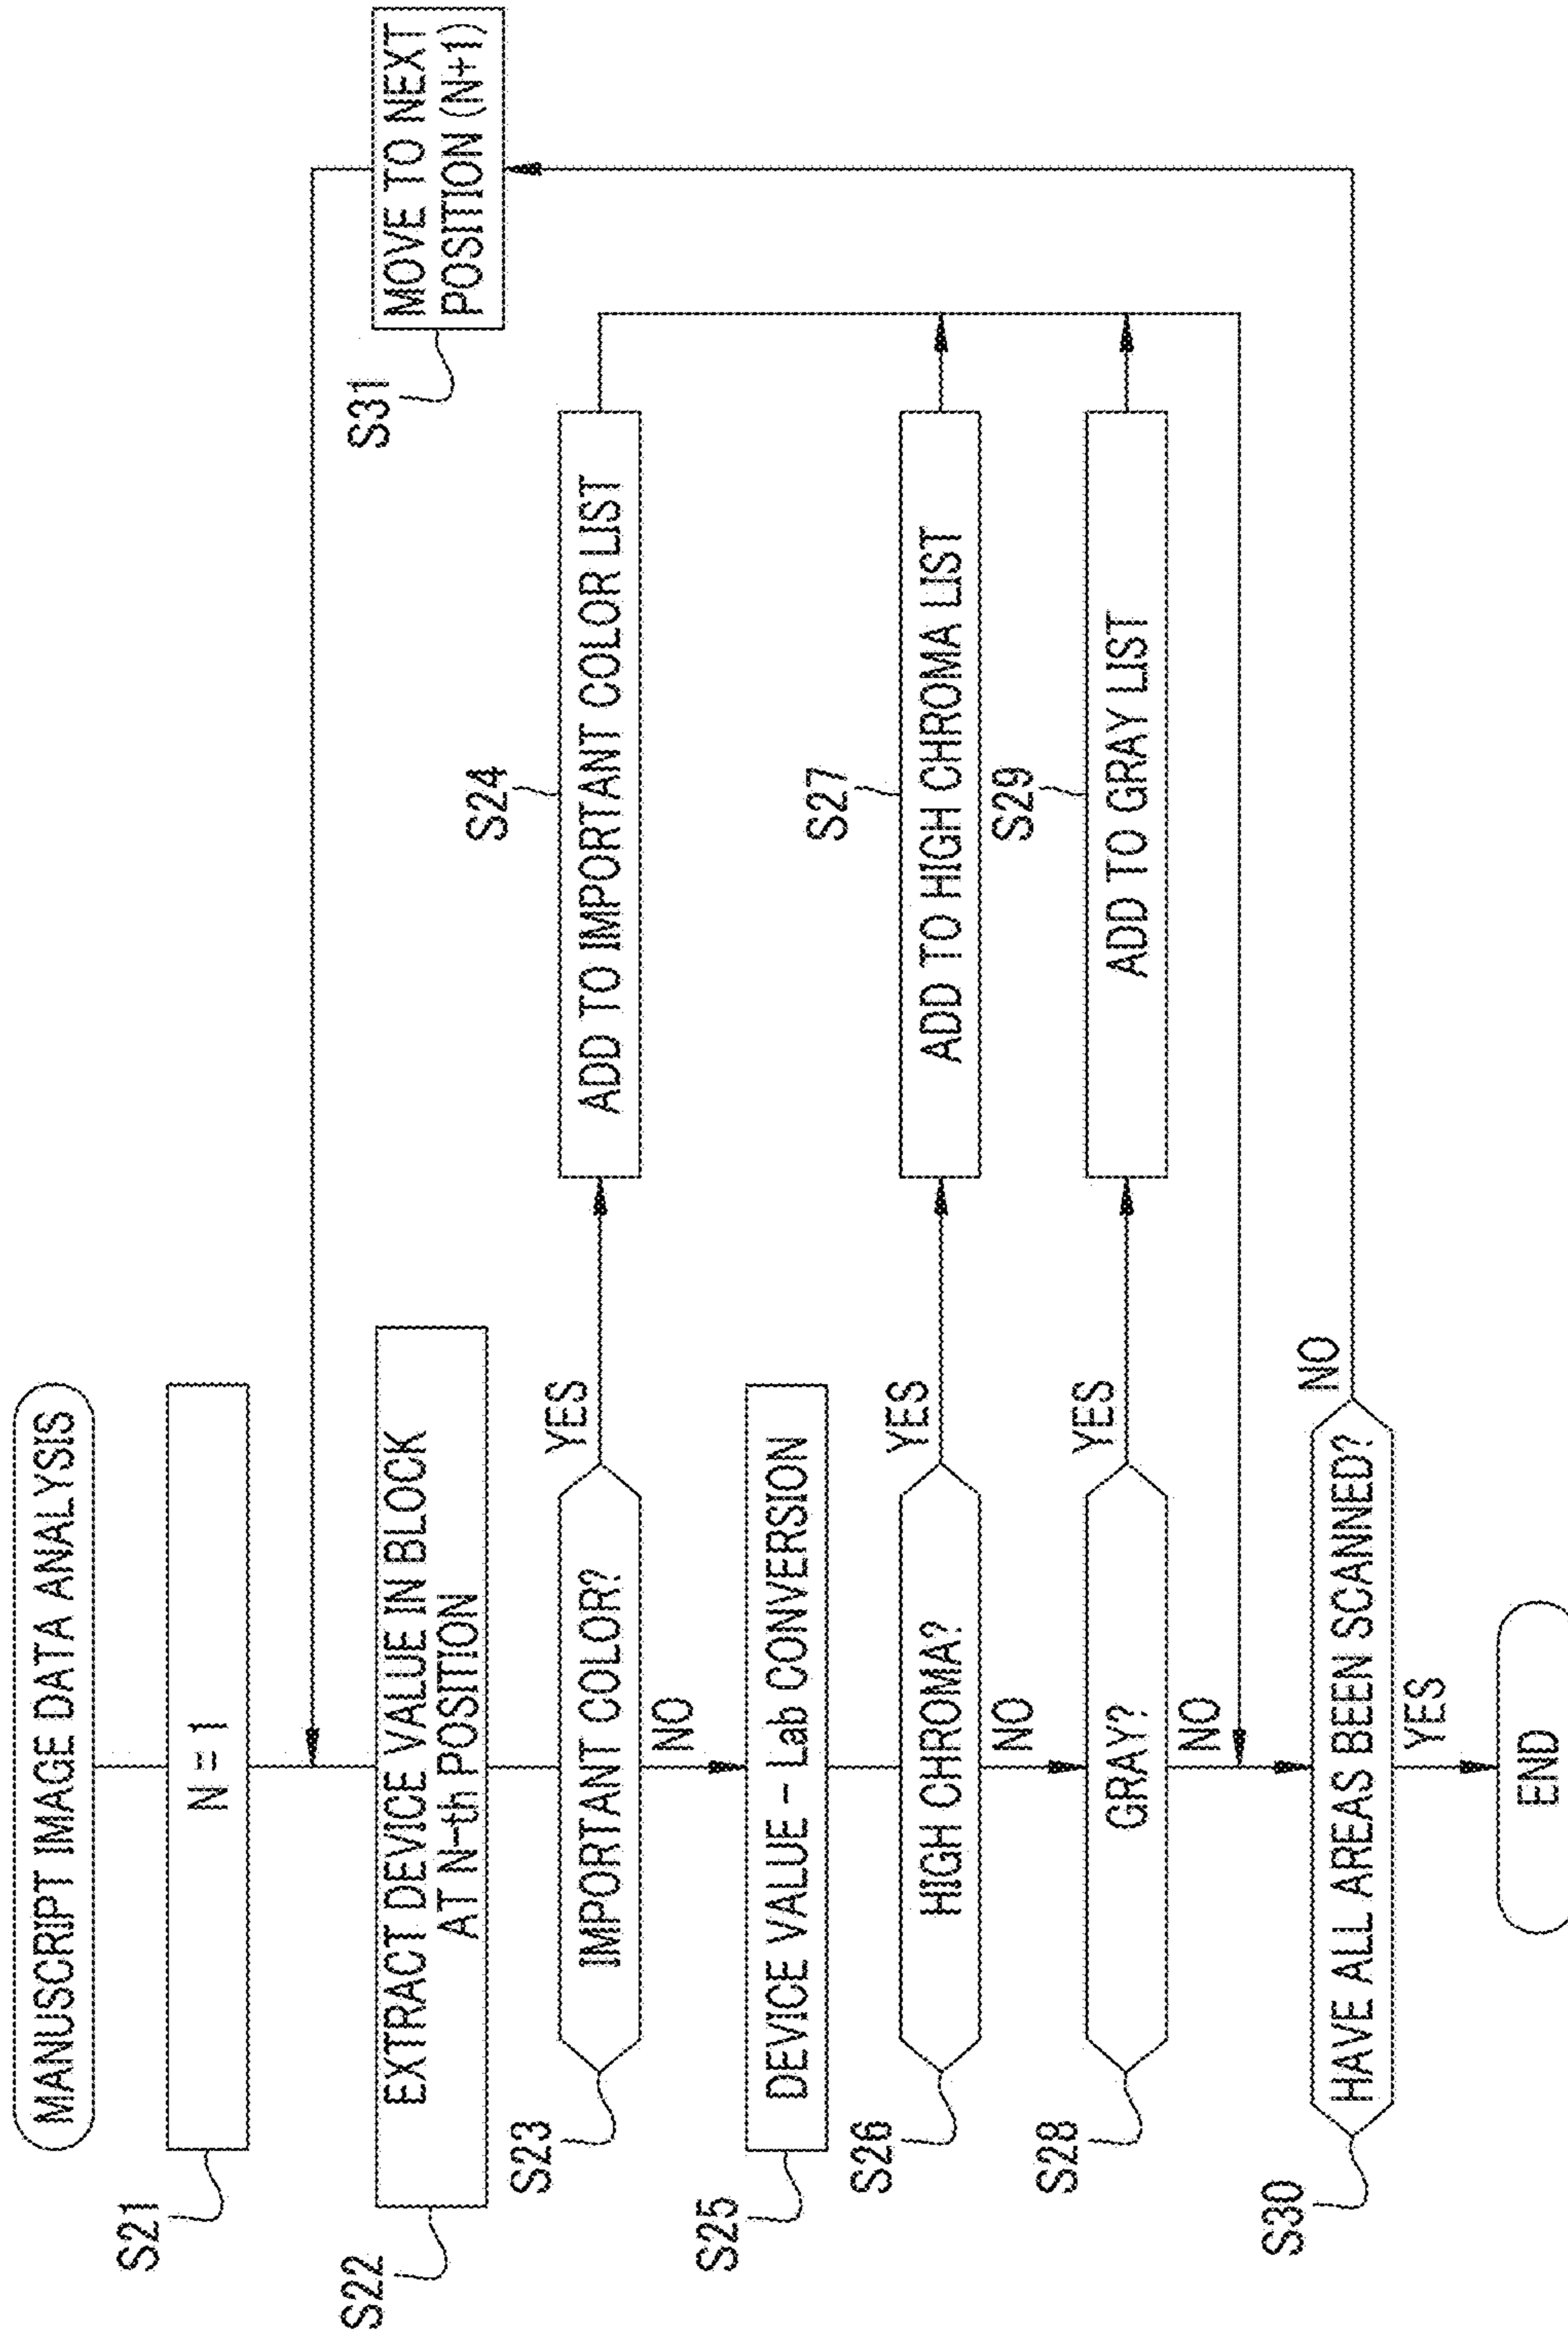 MANUSCRIPT IMAGE DATA ANALYSIS
S21
N = 1
S22
EXTRACT DEVICE VALUE IN BLOCK
AT N-th POSITION
S31
MOVE TO NEXT
POSITION (N+1)
S23
IMPORTANT COLOR?
YES
NO
S24
ADD TO IMPORTANT COLOR LIST
S25
DEVICE VALUE - Lab CONVERSION
S26
HIGH CHROMA?
YES
NO
S27
ADD TO HIGH CHROMA LIST
S28
GRAY?
YES
NO
S29
ADD TO GRAY LIST
S30
HAVE ALL AREAS BEEN SCANNED?
NO
YES
END